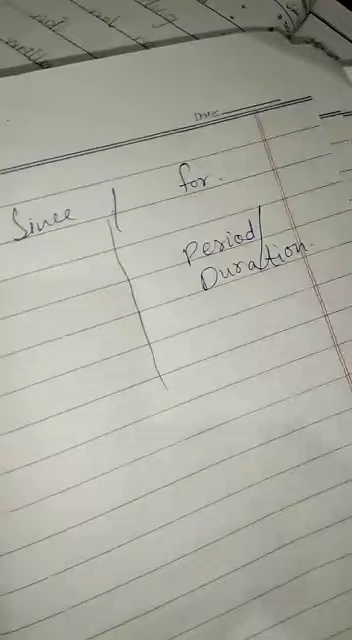 Date:
Since / for.
Period/
Duration.